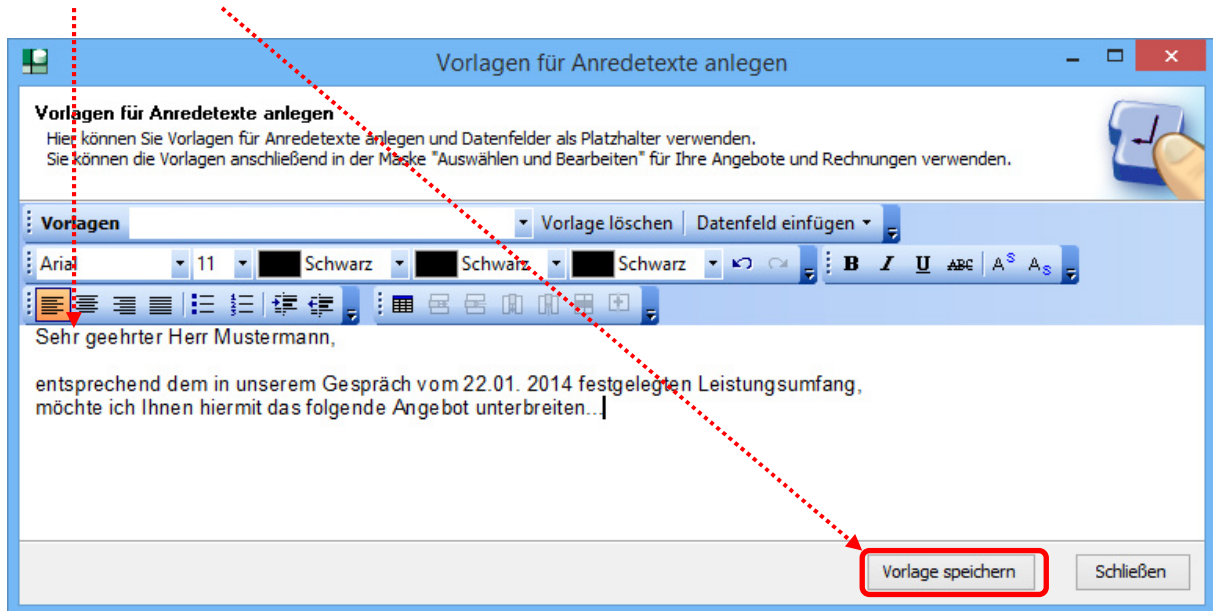 Vorlagen für Anredetexte anlegen
Vorlagen für Anredetexte anlegen
Hier können Sie Vorlagen für Anredetexte anlegen und Datenfelder als Platzhalter verwenden.
Sie können die Vorlagen anschließend in der Maske "Auswählen und Bearbeiten" für Ihre Angebote und Rechnungen verwenden.
Vorlagen Vorlage löschen Datenfeld einfügen
Arial 11 Schwarz Schwarz Schwarz B I U ABC A S A S
Sehr geehrter Herr Mustermann,
entsprechend dem in unserem Gespräch vom 22.01. 2014 festgelegten Leistungsumfang,
möchte ich Ihnen hiermit das folgende Angebot unterbreiten...
Vorlage speichern Schließen